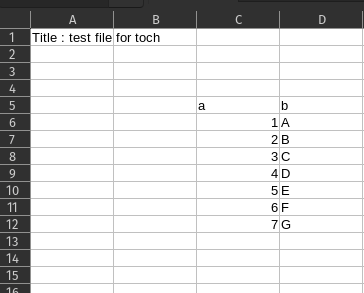 A B C D
1 Title : test file for toch
2
3
4
5 a b
6 1 A
7 2 B
8 3 C
9 4 D
10 5 E
11 6 F
12 7 G
13
14
15
16